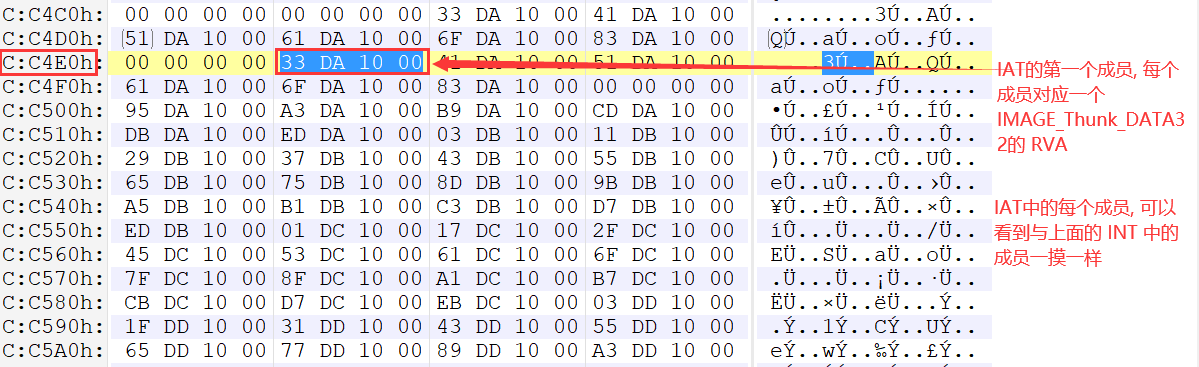 C:C4C0h: 00 00 00 00 00 00 00 00 33 DA 10 00 41 DA 10 00 ........3Ú..AÚ..
C:C4D0h: 51 DA 10 00 61 DA 10 00 6F DA 10 00 83 DA 10 00 QÚ..aÚ..oÚ..ƒÚ..
C:C4E0h: 00 00 00 00 33 DA 10 00 41 DA 10 00 51 DA 10 00 3Ú..AÚ..QÚ..
C:C4F0h: 61 DA 10 00 6F DA 10 00 83 DA 10 00 00 00 00 00 aÚ..oÚ..ƒÚ......
C:C500h: 95 DA 10 00 A3 DA 10 00 B9 DA 10 00 CD DA 10 00 •Ú..£Ú..¹Ú..ÍÚ..
C:C510h: DB DA 10 00 ED DA 10 00 03 DB 10 00 11 DB 10 00 ÛÚ..íÚ...Û...Û..
C:C520h: 29 DB 10 00 37 DB 10 00 43 DB 10 00 55 DB 10 00 )Û..7Û..CÛ..UÛ..
C:C530h: 65 DB 10 00 75 DB 10 00 8D DB 10 00 9B DB 10 00 eÛ..uÛ...Û..›Û..
C:C540h: A5 DB 10 00 B1 DB 10 00 C3 DB 10 00 D7 DB 10 00 ¥Û..±Û..ÃÛ..×Û..
C:C550h: ED DB 10 00 01 DC 10 00 17 DC 10 00 2F DC 10 00 íÛ...Ü...Ü../Ü..
C:C560h: 45 DC 10 00 53 DC 10 00 61 DC 10 00 6F DC 10 00 EÜ..SÜ..aÜ..oÜ..
C:C570h: 7F DC 10 00 8F DC 10 00 A1 DC 10 00 B7 DC 10 00 .Ü...Ü..¡Ü..·Ü..
C:C580h: CB DC 10 00 D7 DC 10 00 EB DC 10 00 03 DD 10 00 ËÜ..×Ü..ëÜ...Ý..
C:C590h: 1F DD 10 00 31 DD 10 00 43 DD 10 00 55 DD 10 00 .Ý..1Ý..CÝ..UÝ..
C:C5A0h: 65 DD 10 00 77 DD 10 00 89 DD 10 00 A3 DD 10 00 eÝ..wÝ..‰Ý..£Ý..
IAT的第一个成员, 每个
成员对应一个
IMAGE_Thunk_DATA3
2的 RVA
IAT中的每个成员, 可以
看到与上面的 INT 中的
成员一摸一样